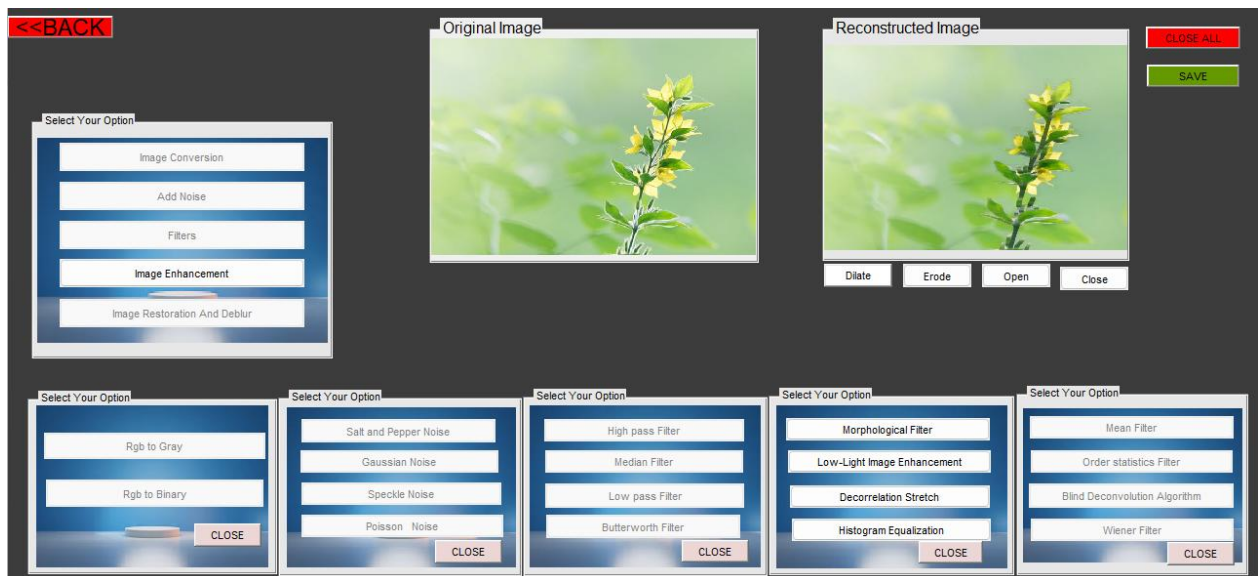 <<BACK
Original Image
Reconstructed Image
CLOSE ALL
SAVE
Select Your Option
Image Conversion
Add Noise
Filters
Image Enhancement
Image Restoration And Deblur
Dilate
Erode
Open
Close
Select Your Option
Rgb to Gray
Rgb to Binary
CLOSE
Select Your Option
Salt and Pepper Noise
Gaussian Noise
Speckle Noise
Poisson Noise
CLOSE
Select Your Option
High pass Filter
Median Filter
Low pass Filter
Butterworth Filter
CLOSE
Select Your Option
Morphological Filter
Low-Light Image Enhancement
Decorrelation Stretch
Histogram Equalization
CLOSE
Select Your Option
Mean Filter
Order statistics Filter
Blind Deconvolution Algorithm
Wiener Filter
CLOSE